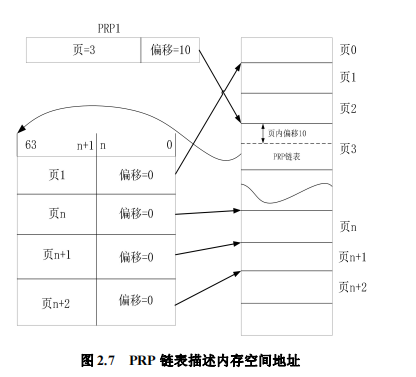 PRP1
页=3 偏移=10
页0
页1
页2
页内偏移10
页3
PRP链表
63 n+1 n 0
页1 偏移=0
页n 偏移=0
页n+1 偏移=0
页n+2 偏移=0
页n
页n+1
页n+2
图 2.7 PRP 链表描述内存空间地址